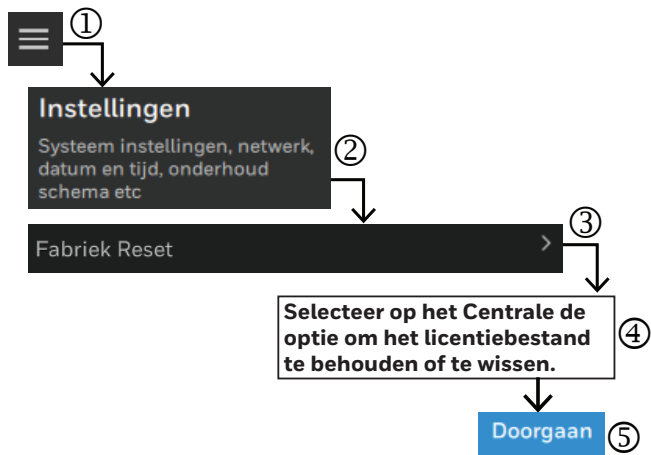 ①
Instellingen
Systeem instellingen, netwerk,
datum en tijd, onderhoud
schema etc
②
Fabriek Reset
③
Selecteer op het Centrale de
optie om het licentiebestand
te behouden of te wissen.
④
Doorgaan
⑤